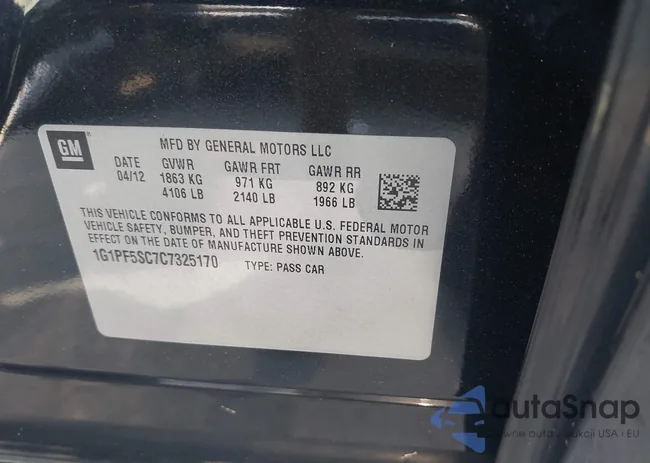 GM
MFD BY GENERAL MOTORS LLC
DATE GVWR GAWR FRT GAWR RR
04/12 1863 KG 971 KG 892 KG
4106 LB 2140 LB 1966 LB
THIS VEHICLE CONFORMS TO ALL APPLICABLE U.S. FEDERAL MOTOR
VEHICLE SAFETY, BUMPER, AND THEFT PREVENTION STANDARDS IN
EFFECT ON THE DATE OF MANUFACTURE SHOWN ABOVE.
1G1PF5SC7C7325170 TYPE: PASS CAR
autoSnap
USA i EU